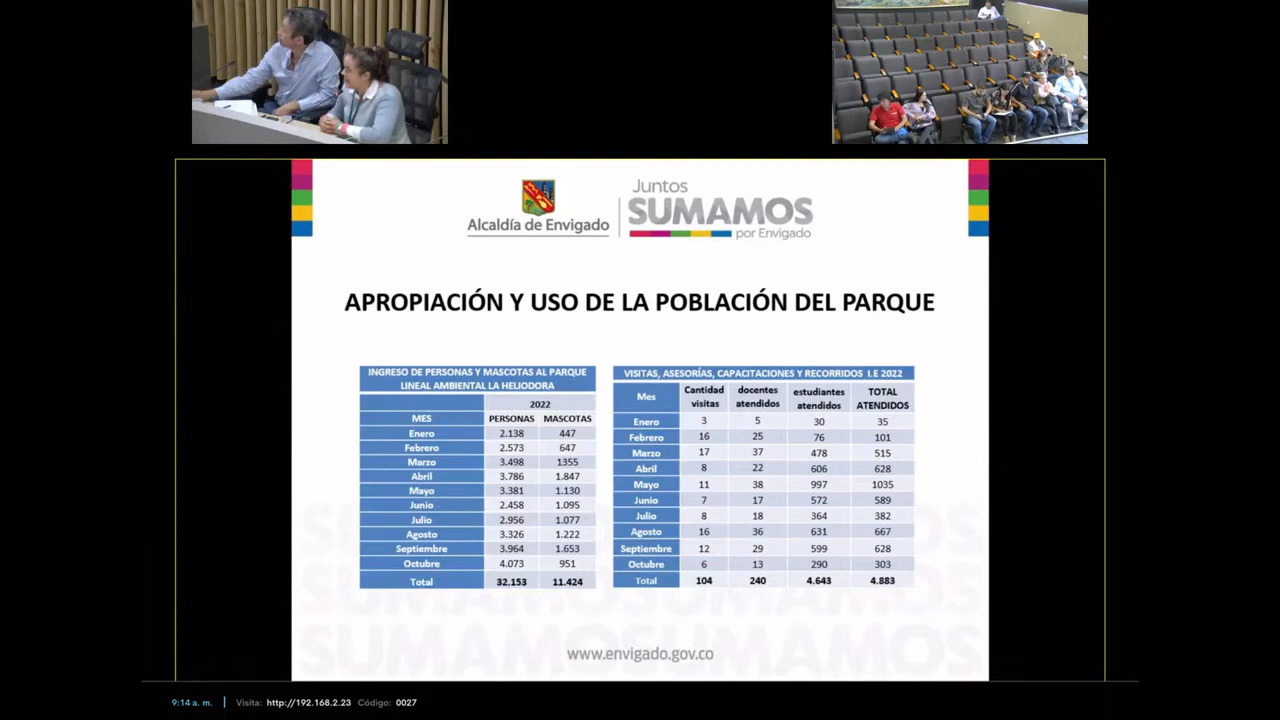 Alcaldía de Envigado
Juntos
SUMAMOS
por Envigado
APROPIACIÓN Y USO DE LA POBLACIÓN DEL PARQUE
INGRESO DE PERSONAS Y MASCOTAS AL PARQUE
LINEAL AMBIENTAL LA HELIODORA
2022
MES PERSONAS MASCOTAS
Enero 2.138 447
Febrero 2.573 647
Marzo 3.498 1355
Abril 3.786 1.847
Mayo 3.381 1.130
Junio 2.458 1.095
Julio 2.956 1.077
Agosto 3.326 1.222
Septiembre 3.964 1.653
Octubre 4.073 951
Total 32.153 11.424
VISITAS, ASESORÍAS, CAPACITACIONES Y RECORRIDOS I.E 2022
Mes Cantidad visitas docentes atendidos estudiantes atendidos TOTAL ATENDIDOS
Enero 3 5 30 35
Febrero 16 25 76 101
Marzo 17 37 478 515
Abril 8 22 606 628
Mayo 11 38 997 1035
Junio 7 17 572 589
Julio 8 18 364 382
Agosto 16 36 631 667
Septiembre 12 29 599 628
Octubre 6 13 290 303
Total 104 240 4.643 4.883
SUMAMOSSUMAMOS
www.envigado.gov.co
9:14 a. m. | Visita: http://192.168.2.23 Código: 0027